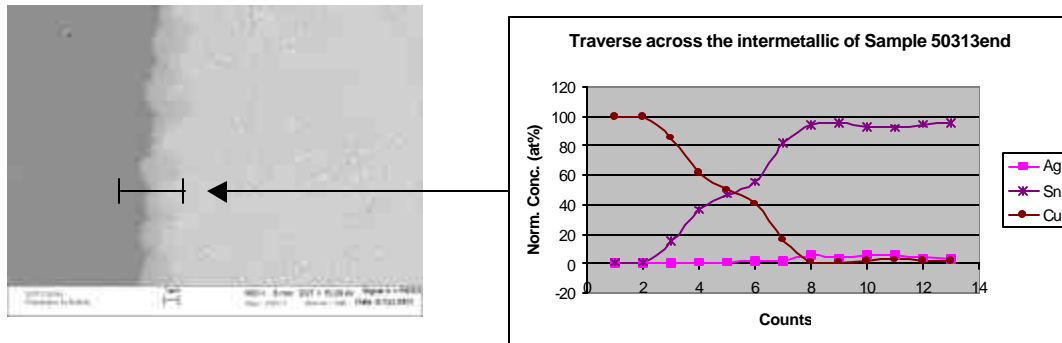 Traverse across the intermetallic of Sample 50313end
Norm. Conc. (at%)
120
100
80
60
40
20
0
-20
0 2 4 6 8 10 12 14
Counts
Ag
Sn
Cu